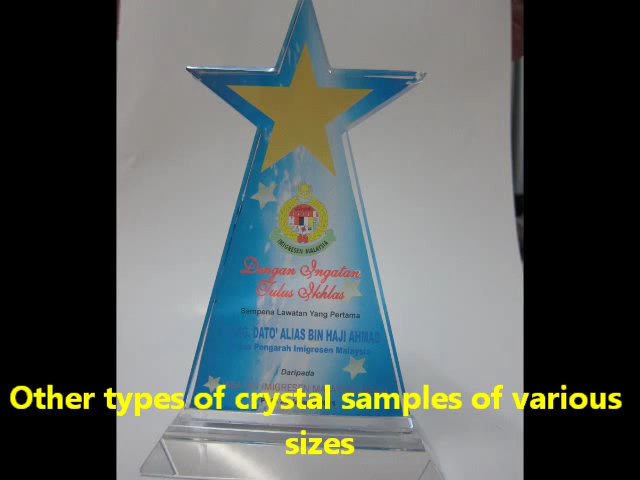 IMIGRESEN MALAYSIA
Dengan Ingatan
Tulus Ikhlas
Sempena Lawatan Yang Pertama
DATO' ALIAS BIN HAJI AHMAD
Pengarah Imigresen Malaysia
Daripada
IMIGRESEN
Other types of crystal samples of various
sizes